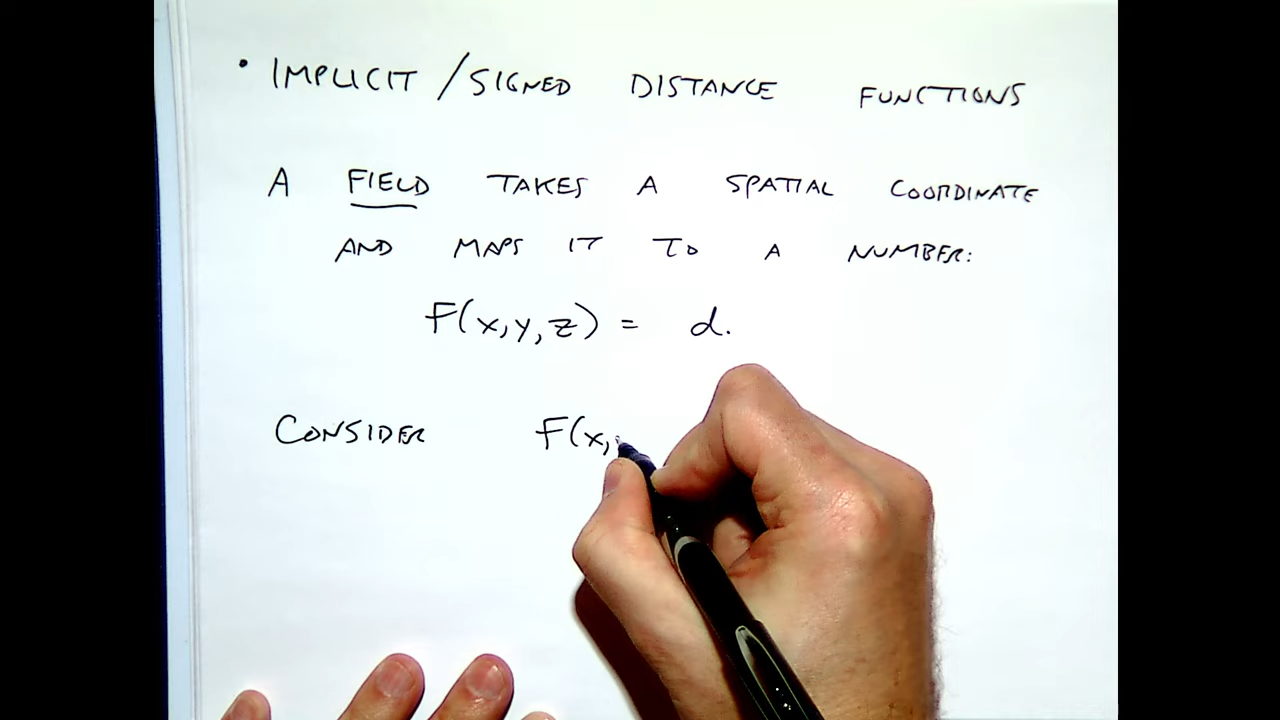 • IMPLICIT / SIGNED DISTANCE FUNCTIONS
A FIELD TAKES A SPATIAL COORDINATE
AND MAPS IT TO A NUMBER:
F(x,y,z) = d.
CONSIDER F(x,